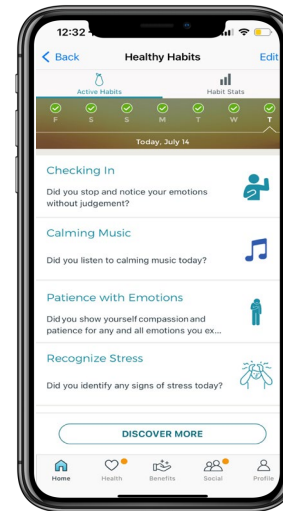 12:32
Back
Healthy Habits
Edit
Active Habits
Habit Stats
F S S M T W T
Today, July 14
Checking In
Did you stop and notice your emotions
without judgement?
Calming Music
Did you listen to calming music today?
Patience with Emotions
Did you show yourself compassion and
patience for any and all emotions you ex...
Recognize Stress
Did you identify any signs of stress today?
DISCOVER MORE
Home
Health
Benefits
Social
Profile